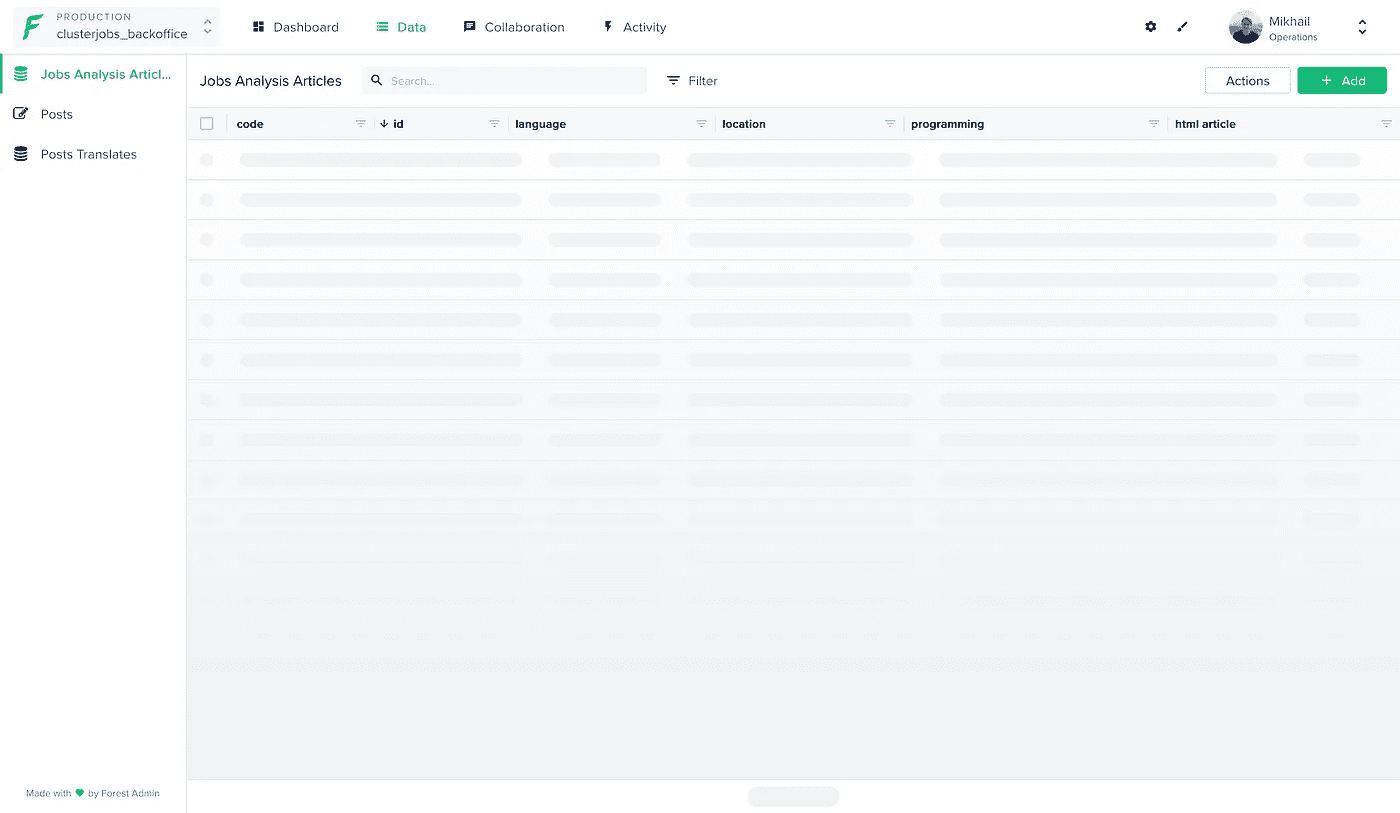 PRODUCTION
clusterjobs_backoffice
Dashboard
Data
Collaboration
Activity
Mikhail
Operations
Jobs Analysis Articl...
Posts
Posts Translates
Jobs Analysis Articles
Search...
Filter
Actions
+ Add
code
id
language
location
programming
html article
Made with ♥ by Forest Admin